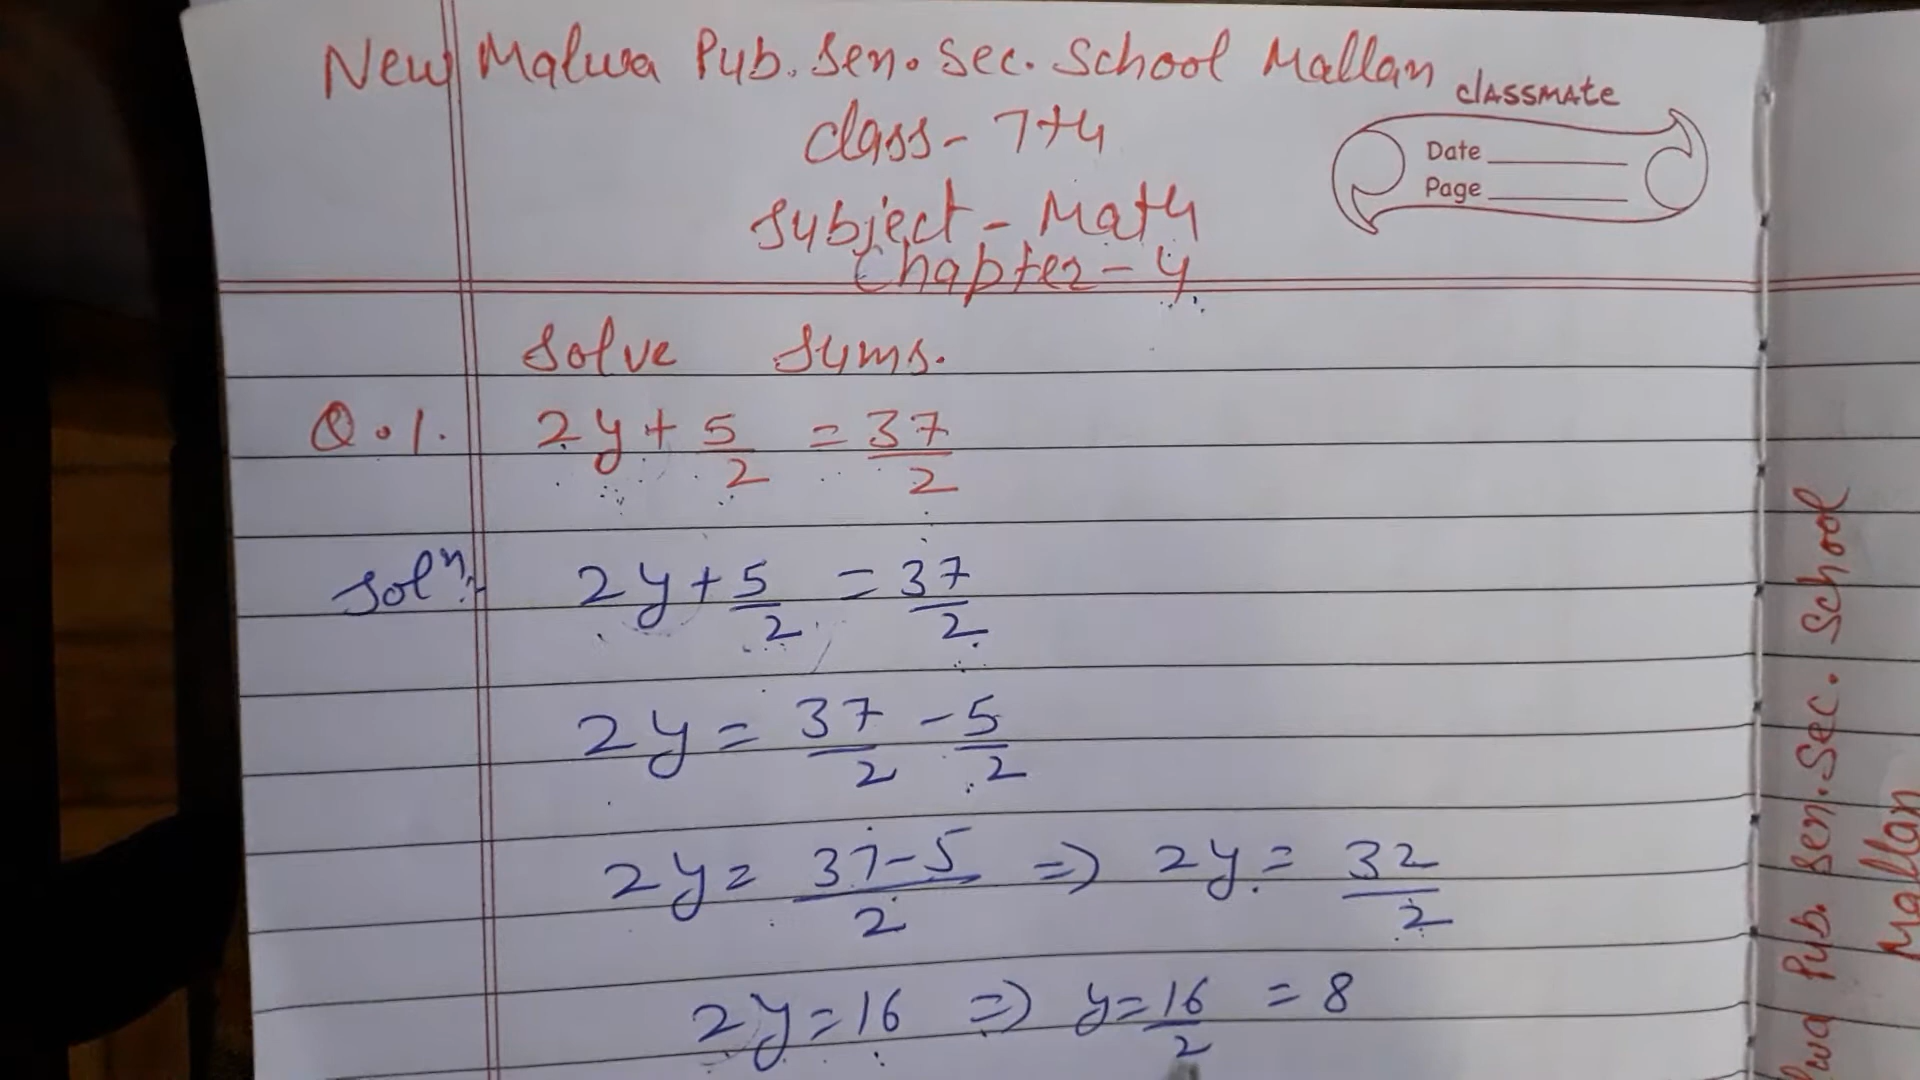 New Malwa Pub. Sen. Sec. School Mallan
classmate
Class - 7th
Date
Page
Subject - Math
Chapter - 4
Solve Sums.
Q.1. 2y + 5/2 = 37/2
Solⁿ:- 2y + 5/2 = 37/2
2y = 37/2 - 5/2
2y = 37-5/2 => 2y = 32/2
2y = 16 => y = 16/2 = 8
lwa Pub. Sen. Sec. School
Mallan